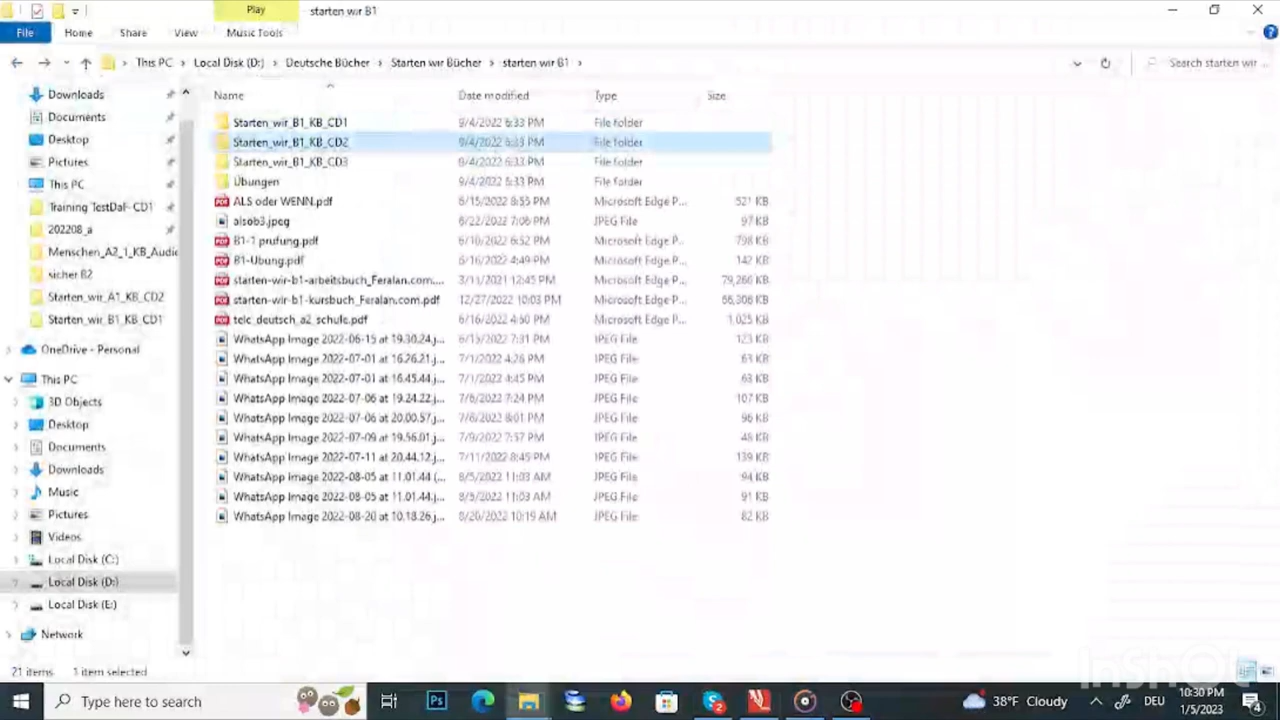 Play
starten wir B1
File
Home
Share
View
Music Tools
This PC > Local Disk (D:) > Deutsche Bücher > Starten wir Bücher > starten wir B1 >
Search starten wir ...
Name
Date modified
Type
Size
Downloads
Documents
Desktop
Pictures
This PC
Training TestDaF- CD1
202208_a
Menschen_A2_1_KB_Audio
sicher B2
Starten_wir_A1_KB_CD2
Starten_wir_B1_KB_CD1
OneDrive - Personal
This PC
3D Objects
Desktop
Documents
Downloads
Music
Pictures
Videos
Local Disk (C:)
Local Disk (D:)
Local Disk (E:)
Network
Starten_wir_B1_KB_CD1 9/4/2022 6:33 PM File folder
Starten_wir_B1_KB_CD2 9/4/2022 6:33 PM File folder
Starten_wir_B1_KB_CD3 9/4/2022 6:33 PM File folder
Übungen 9/4/2022 6:33 PM File folder
ALS oder WENN.pdf 6/15/2022 8:55 PM Microsoft Edge P... 521 KB
alsob3.jpeg 6/22/2022 7:06 PM JPEG File 97 KB
B1-1 prufung.pdf 6/16/2022 6:52 PM Microsoft Edge P... 798 KB
B1-Übung.pdf 6/16/2022 4:49 PM Microsoft Edge P... 142 KB
starten-wir-b1-arbeitsbuch_Feralan.com.... 3/11/2021 12:45 PM Microsoft Edge P... 79,266 KB
starten-wir-b1-kursbuch_Feralan.com.pdf 12/27/2022 10:03 PM Microsoft Edge P... 66,306 KB
telc_deutsch_a2_schule.pdf 6/16/2022 4:50 PM Microsoft Edge P... 1,025 KB
WhatsApp Image 2022-06-15 at 19.30.24.j... 6/15/2022 7:31 PM JPEG File 123 KB
WhatsApp Image 2022-07-01 at 16.26.21.j... 7/1/2022 4:26 PM JPEG File 63 KB
WhatsApp Image 2022-07-01 at 16.45.44.j... 7/1/2022 4:45 PM JPEG File 63 KB
WhatsApp Image 2022-07-06 at 19.24.22.j... 7/6/2022 7:24 PM JPEG File 107 KB
WhatsApp Image 2022-07-06 at 20.00.57.j... 7/6/2022 8:01 PM JPEG File 96 KB
WhatsApp Image 2022-07-09 at 19.56.01.j... 7/9/2022 7:57 PM JPEG File 48 KB
WhatsApp Image 2022-07-11 at 20.44.12.j... 7/11/2022 8:45 PM JPEG File 139 KB
WhatsApp Image 2022-08-05 at 11.01.44 (... 8/5/2022 11:03 AM JPEG File 94 KB
WhatsApp Image 2022-08-05 at 11.01.44.j... 8/5/2022 11:03 AM JPEG File 91 KB
WhatsApp Image 2022-08-20 at 10.18.26.j... 8/20/2022 10:19 AM JPEG File 82 KB
21 items
1 item selected
InShOt
Type here to search
Ps
38°F Cloudy
DEU
10:30 PM
1/5/2023